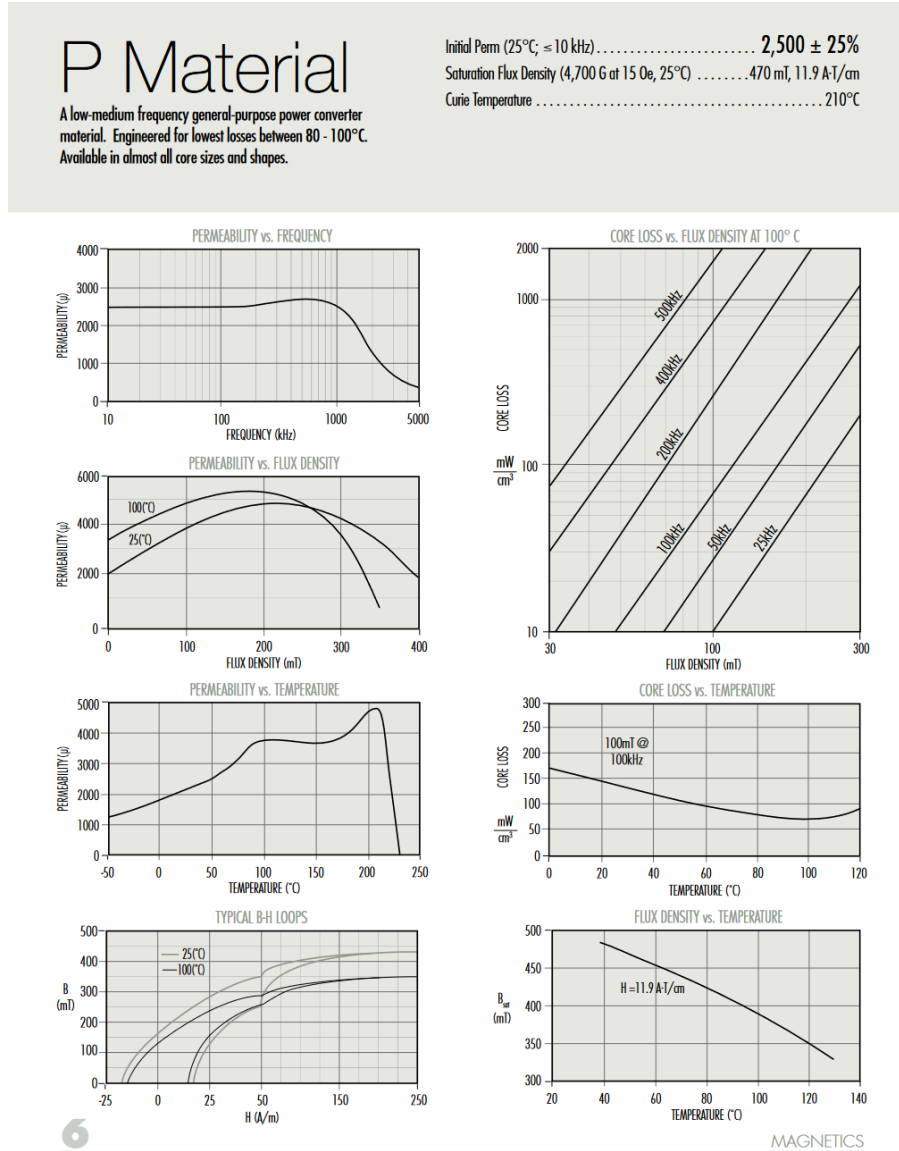 P Material
A low-medium frequency general-purpose power converter
material. Engineered for lowest losses between 80 - 100°C.
Available in almost all core sizes and shapes.
Initial Perm (25°C; ≤ 10 kHz) . . . . . . . . . . . . . . . . . . . . . . . . 2,500 ± 25%
Saturation Flux Density (4,700 G at 15 Oe, 25°C) . . . . . . . . 470 mT, 11.9 A·T/cm
Curie Temperature . . . . . . . . . . . . . . . . . . . . . . . . . . . . . . . . . . . . . . . . . . . 210°C
PERMEABILITY vs. FREQUENCY
PERMEABILITY (µ)
4000
3000
2000
1000
0
10 100 1000 5000
FREQUENCY (kHz)
PERMEABILITY vs. FLUX DENSITY
PERMEABILITY (µ)
6000
4000
2000
0
100(°C)
25(°C)
0 100 200 300 400
FLUX DENSITY (mT)
PERMEABILITY vs. TEMPERATURE
PERMEABILITY (µ)
5000
4000
3000
2000
1000
0
-50 0 50 100 150 200 250
TEMPERATURE (°C)
TYPICAL B-H LOOPS
B
(mT)
500
400
300
200
100
0
25(°C)
100(°C)
-25 0 25 50 150 250
H (A/m)
CORE LOSS vs. FLUX DENSITY AT 100° C
CORE LOSS
mW
cm³
2000
1000
100
10
500kHz
400kHz
200kHz
100kHz
50kHz
25kHz
30 100 300
FLUX DENSITY (mT)
CORE LOSS vs. TEMPERATURE
CORE LOSS
mW
cm³
300
250
200
150
100
50
0
100mT @
100kHz
0 20 40 60 80 100 120
TEMPERATURE (°C)
FLUX DENSITY vs. TEMPERATURE
Bsat
(mT)
500
450
400
350
300
H =11.9 A·T/cm
20 40 60 80 100 120 140
TEMPERATURE (°C)
6
MAGNETICS